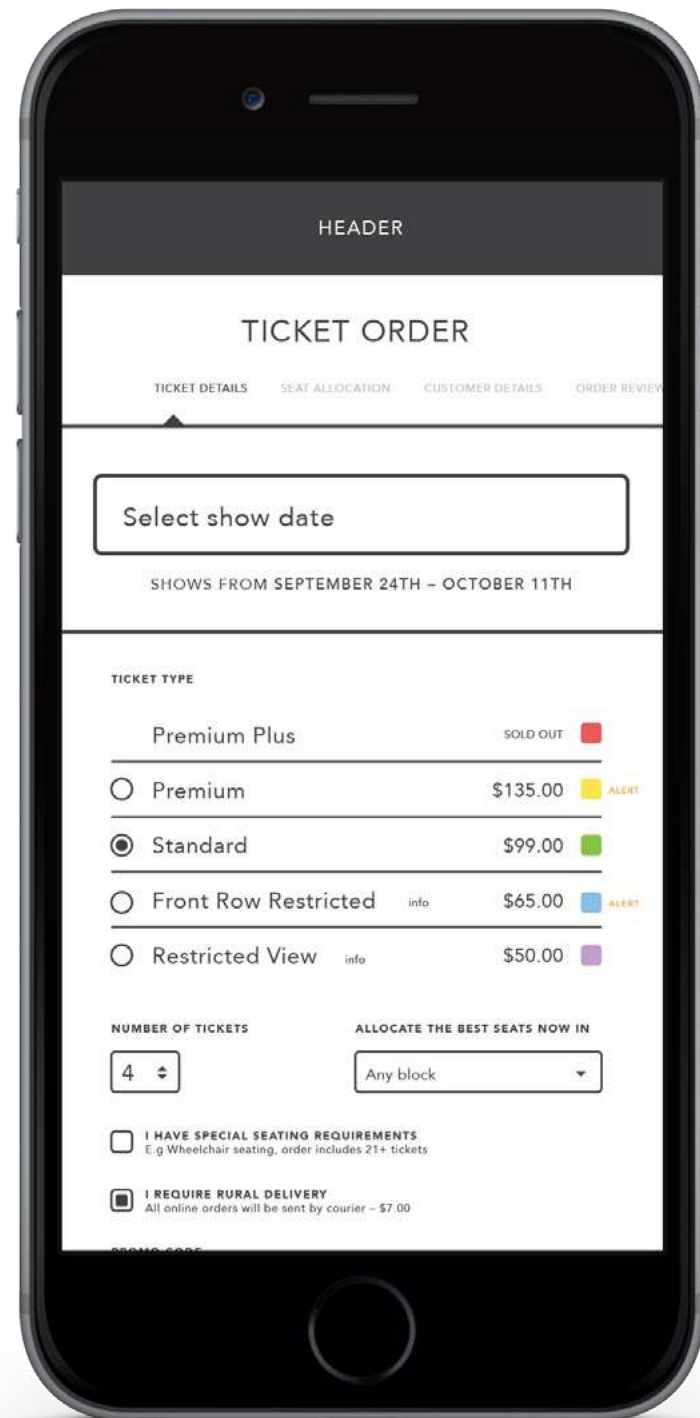 HEADER
TICKET ORDER
TICKET DETAILS SEAT ALLOCATION CUSTOMER DETAILS ORDER REVIEW
Select show date
SHOWS FROM SEPTEMBER 24TH – OCTOBER 11TH
TICKET TYPE
Premium Plus SOLD OUT
Premium $135.00 ALERT
Standard $99.00
Front Row Restricted info $65.00 ALERT
Restricted View info $50.00
NUMBER OF TICKETS ALLOCATE THE BEST SEATS NOW IN
4 Any block
I HAVE SPECIAL SEATING REQUIREMENTS
E.g Wheelchair seating, order includes 21+ tickets
I REQUIRE RURAL DELIVERY
All online orders will be sent by courier – $7.00
PROMO CODE